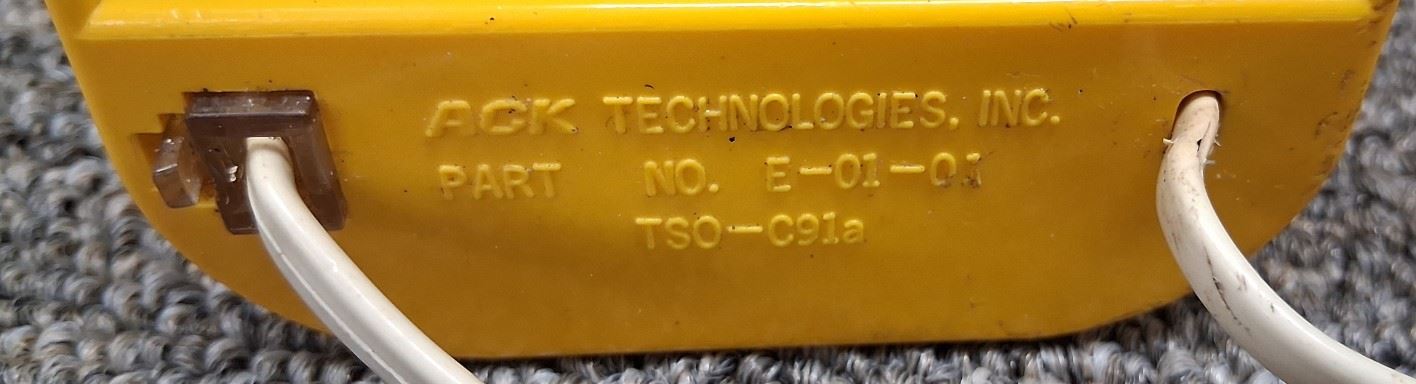 ACK TECHNOLOGIES, INC.
PART NO. E-01-01
TSO-C91a